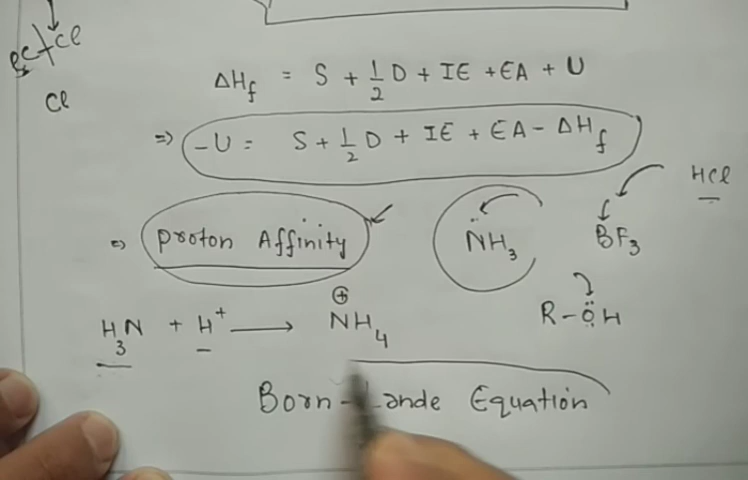 Cl
ΔHf = S + 1/2 D + IE + EA + U
⇒) -U = S + 1/2 D + IE + EA - ΔHf
HCl
⇒) Proton Affinity
NH3
BF3
R-ÖH
H3N + H+ → NH4⊕
Born-Lande Equation